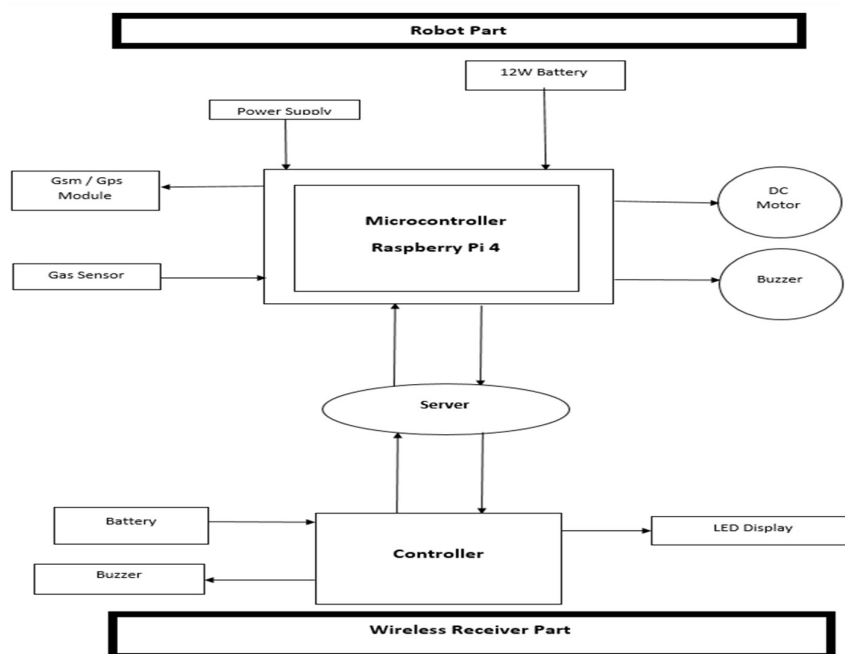 Robot Part
12W Battery
Power Supply
Gsm / Gps
Module
DC
Motor
Microcontroller
Raspberry Pi 4
Gas Sensor
Buzzer
Server
Battery
LED Display
Controller
Buzzer
Wireless Receiver Part